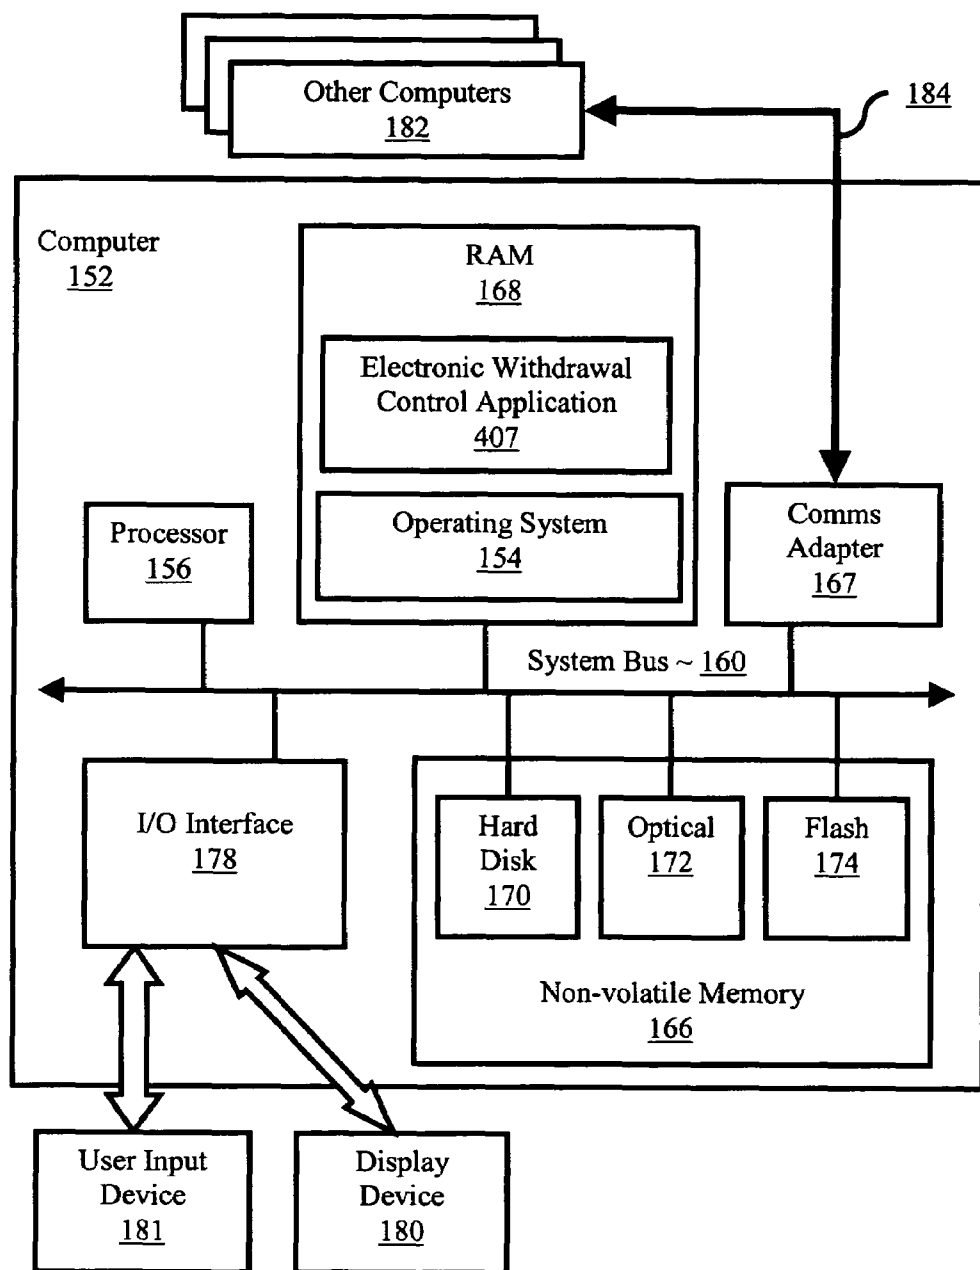 Other Computers
182
184
Computer
152
RAM
168
Electronic Withdrawal
Control Application
407
Operating System
154
Processor
156
Comms
Adapter
167
System Bus ~ 160
I/O Interface
178
Hard
Disk
170
Optical
172
Flash
174
Non-volatile Memory
166
User Input
Device
181
Display
Device
180